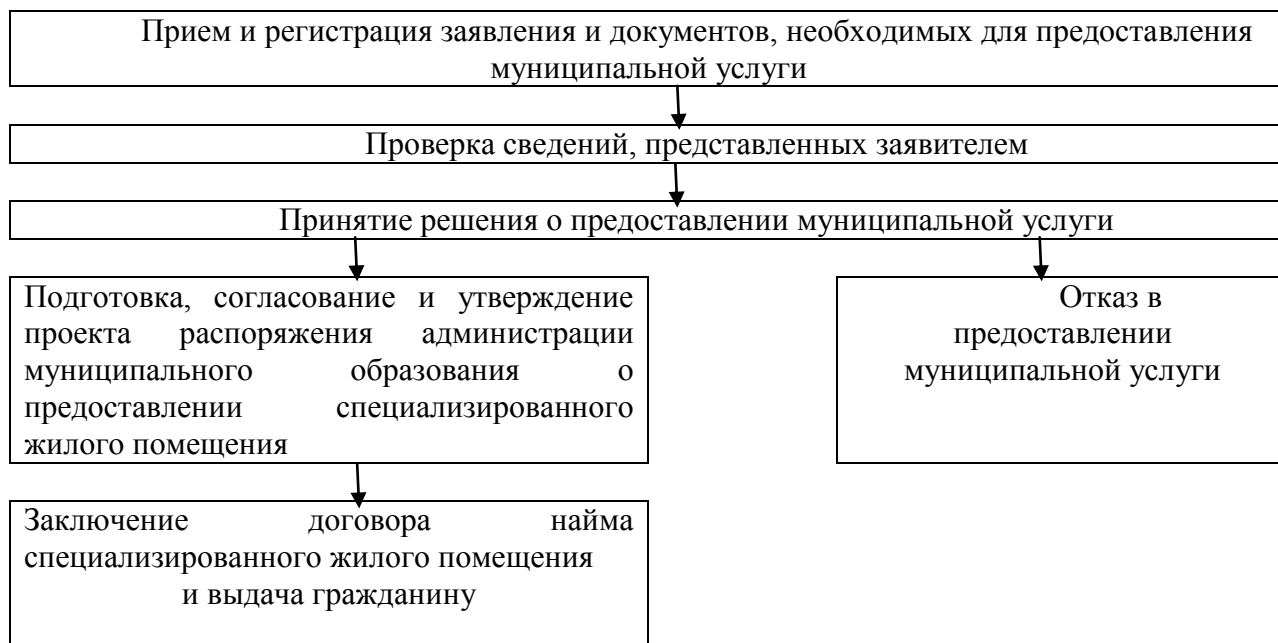 Прием и регистрация заявления и документов, необходимых для предоставления
муниципальной услуги
Проверка сведений, представленных заявителем
Принятие решения о предоставлении муниципальной услуги
Подготовка, согласование и утверждение
проекта распоряжения администрации
муниципального образования о
предоставлении специализированного
жилого помещения
Отказ в
предоставлении
муниципальной услуги
Заключение договора найма
специализированного жилого помещения
и выдача гражданину